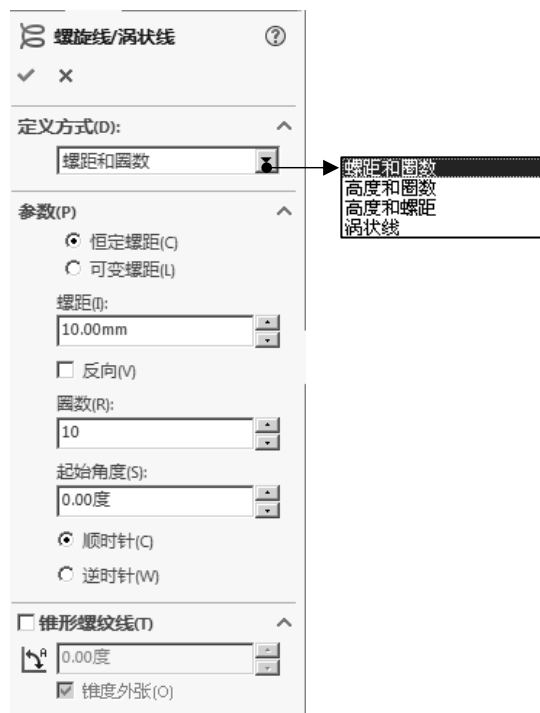 螺旋线/涡状线
定义方式(D):
螺距和圈数
螺距和圈数
高度和圈数
高度和螺距
涡状线
参数(P)
恒定螺距(C)
可变螺距(L)
螺距(I):
10.00mm
反向(V)
圈数(R):
10
起始角度(S):
0.00度
顺时针(C)
逆时针(W)
锥形螺纹线(T)
A
0.00度
锥度外张(O)